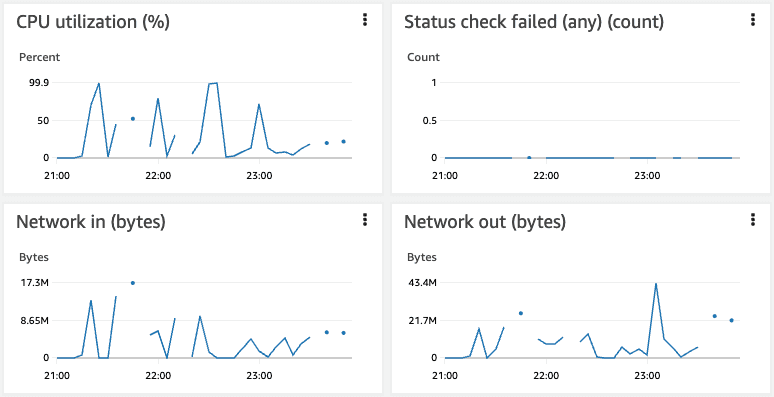 CPU utilization (%)
Percent
99.9
50
0
21:00 22:00 23:00
Status check failed (any) (count)
Count
1
0.5
0
21:00 22:00 23:00
Network in (bytes)
Bytes
17.3M
8.65M
0
21:00 22:00 23:00
Network out (bytes)
Bytes
43.4M
21.7M
0
21:00 22:00 23:00